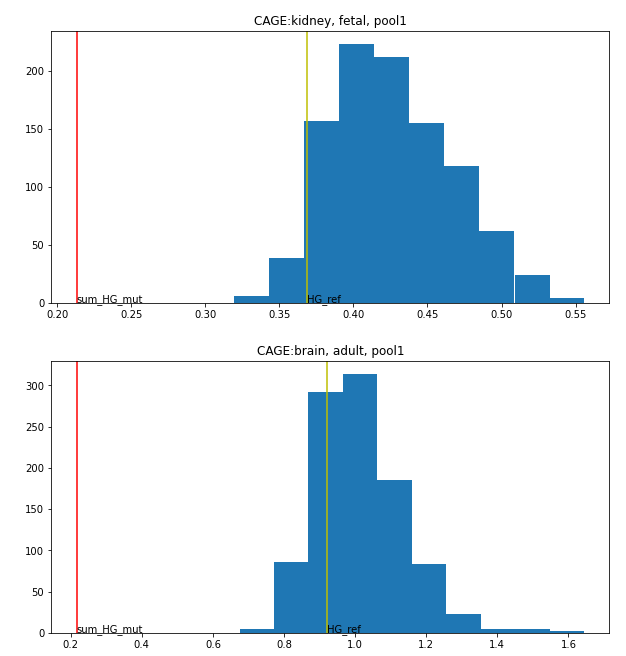 CAGE:kidney, fetal, pool1
200
150
100
50
0
sum_HG_mut HG_ref
0.20 0.25 0.30 0.35 0.40 0.45 0.50 0.55
CAGE:brain, adult, pool1
300
250
200
150
100
50
0
sum_HG_mut HG_ref
0.2 0.4 0.6 0.8 1.0 1.2 1.4 1.6